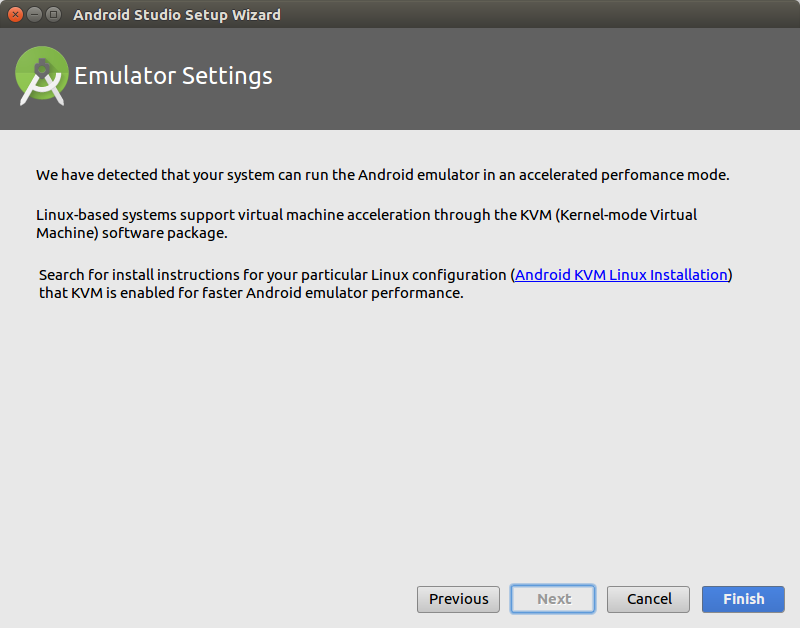 Android Studio Setup Wizard
Emulator Settings
We have detected that your system can run the Android emulator in an accelerated perfomance mode.
Linux-based systems support virtual machine acceleration through the KVM (Kernel-mode Virtual
Machine) software package.
Search for install instructions for your particular Linux configuration (Android KVM Linux Installation)
that KVM is enabled for faster Android emulator performance.
Previous Next Cancel Finish